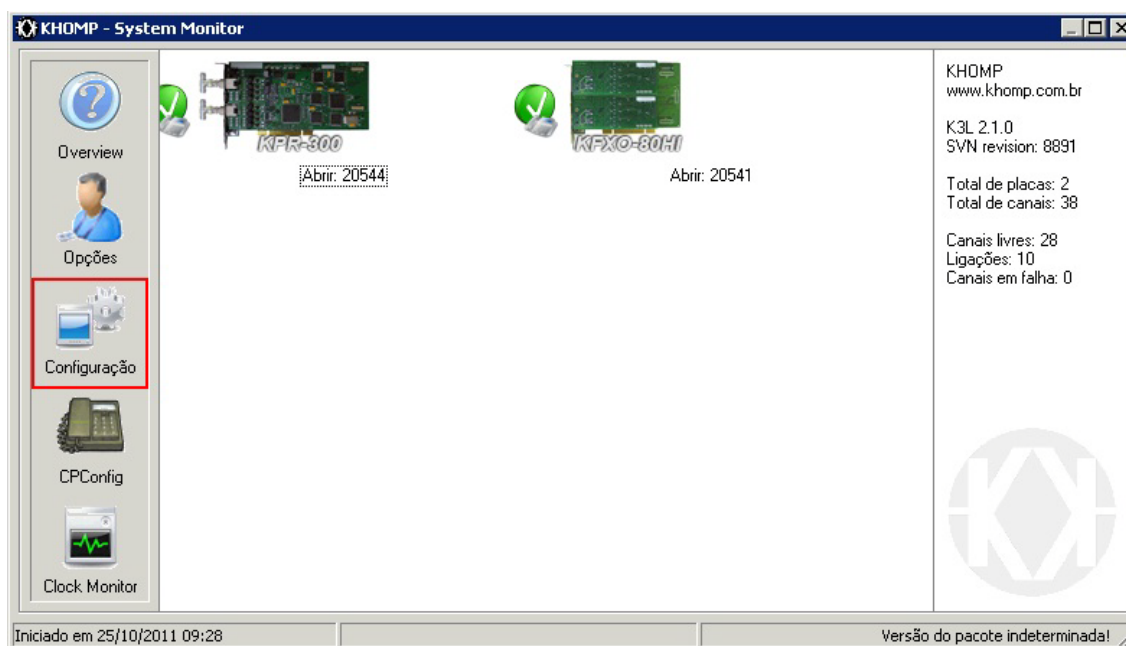 KHOMP - System Monitor
Overview
Opções
Configuração
CPConfig
Clock Monitor
KPR-300
Abrir: 20544
KFXO-80HI
Abrir: 20541
KHOMP
www.khomp.com.br
K3L 2.1.0
SVN revision: 8891
Total de placas: 2
Total de canais: 38
Canais livres: 28
Ligações: 10
Canais em falha: 0
Iniciado em 25/10/2011 09:28
Versão do pacote indeterminada!